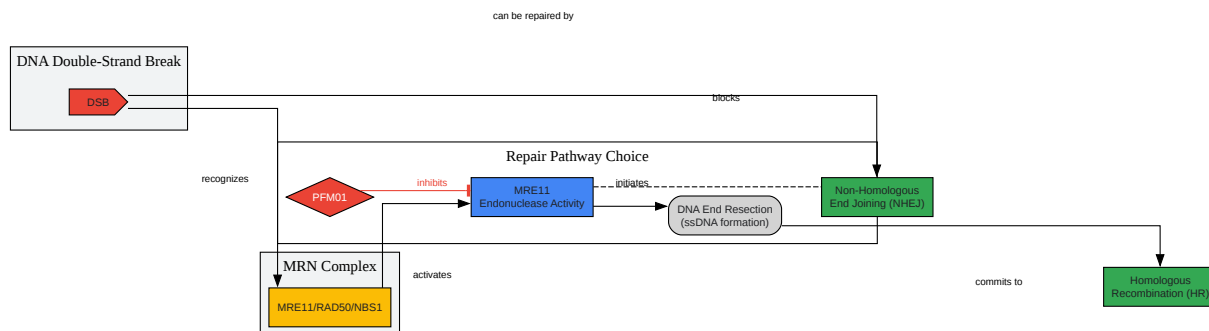 can be repaired by
DNA Double-Strand Break
DSB
blocks
Repair Pathway Choice
recognizes
PFM01
inhibits
MRE11
Endonuclease Activity
initiates
Non-Homologous
End Joining (NHEJ)
DNA End Resection
(ssDNA formation)
MRN Complex
activates
commits to
Homologous
Recombination (HR)
MRE11/RAD50/NBS1